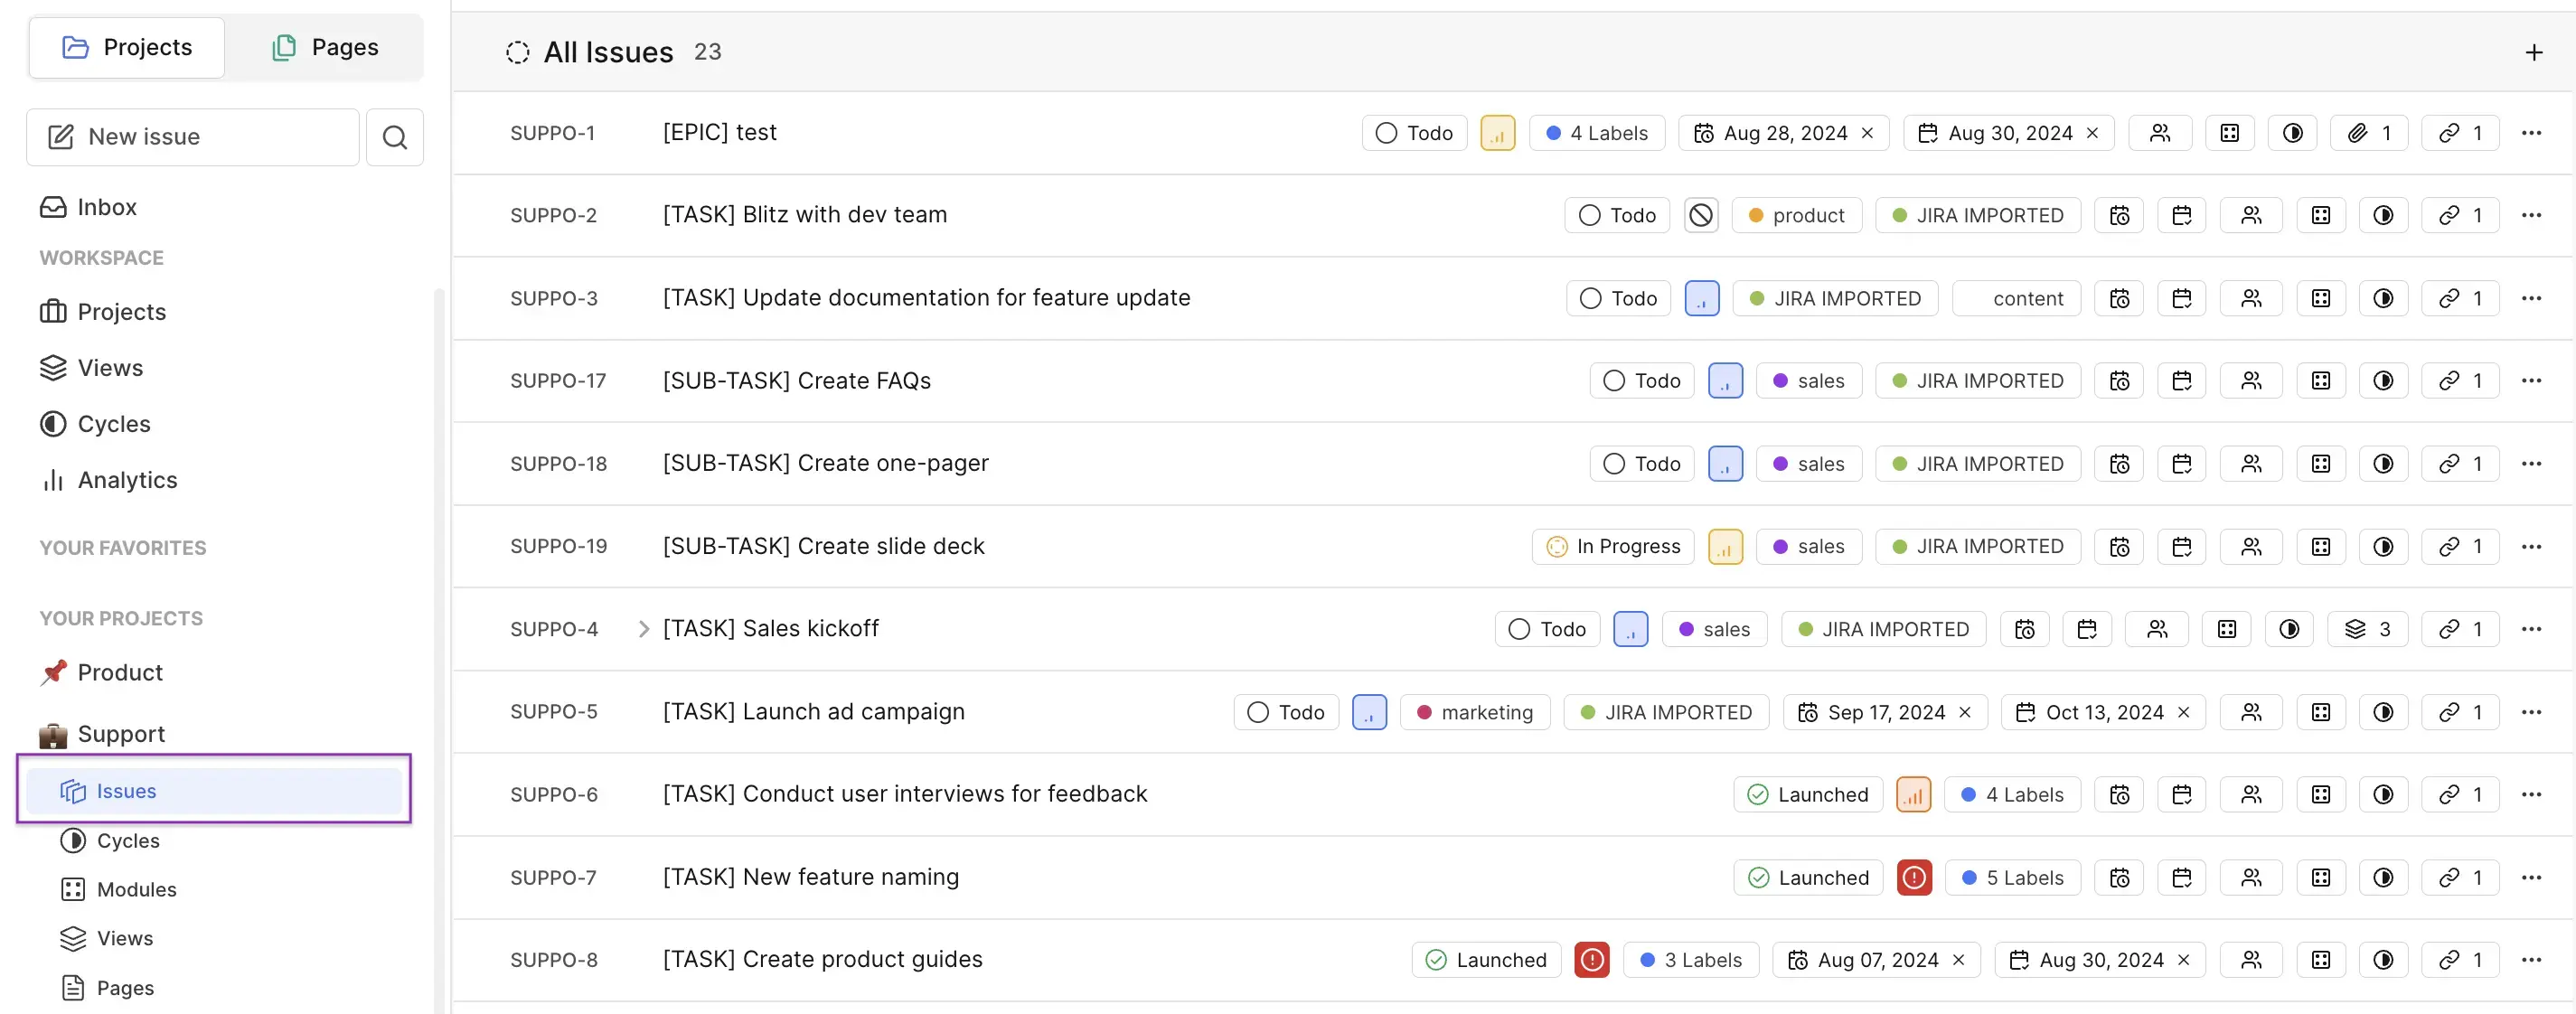 Projects Pages
New issue
Inbox
WORKSPACE
Projects
Views
Cycles
Analytics
YOUR FAVORITES
YOUR PROJECTS
Product
Support
Issues
Cycles
Modules
Views
Pages
All Issues 23
SUPPO-1 [EPIC] test Todo 4 Labels Aug 28, 2024 Aug 30, 2024 1 1
SUPPO-2 [TASK] Blitz with dev team Todo product JIRA IMPORTED 1
SUPPO-3 [TASK] Update documentation for feature update Todo JIRA IMPORTED content 1
SUPPO-17 [SUB-TASK] Create FAQs Todo sales JIRA IMPORTED 1
SUPPO-18 [SUB-TASK] Create one-pager Todo sales JIRA IMPORTED 1
SUPPO-19 [SUB-TASK] Create slide deck In Progress sales JIRA IMPORTED 1
SUPPO-4 [TASK] Sales kickoff Todo sales JIRA IMPORTED 3 1
SUPPO-5 [TASK] Launch ad campaign Todo marketing JIRA IMPORTED Sep 17, 2024 Oct 13, 2024 1
SUPPO-6 [TASK] Conduct user interviews for feedback Launched 4 Labels 1
SUPPO-7 [TASK] New feature naming Launched 5 Labels 1
SUPPO-8 [TASK] Create product guides Launched 3 Labels Aug 07, 2024 Aug 30, 2024 1